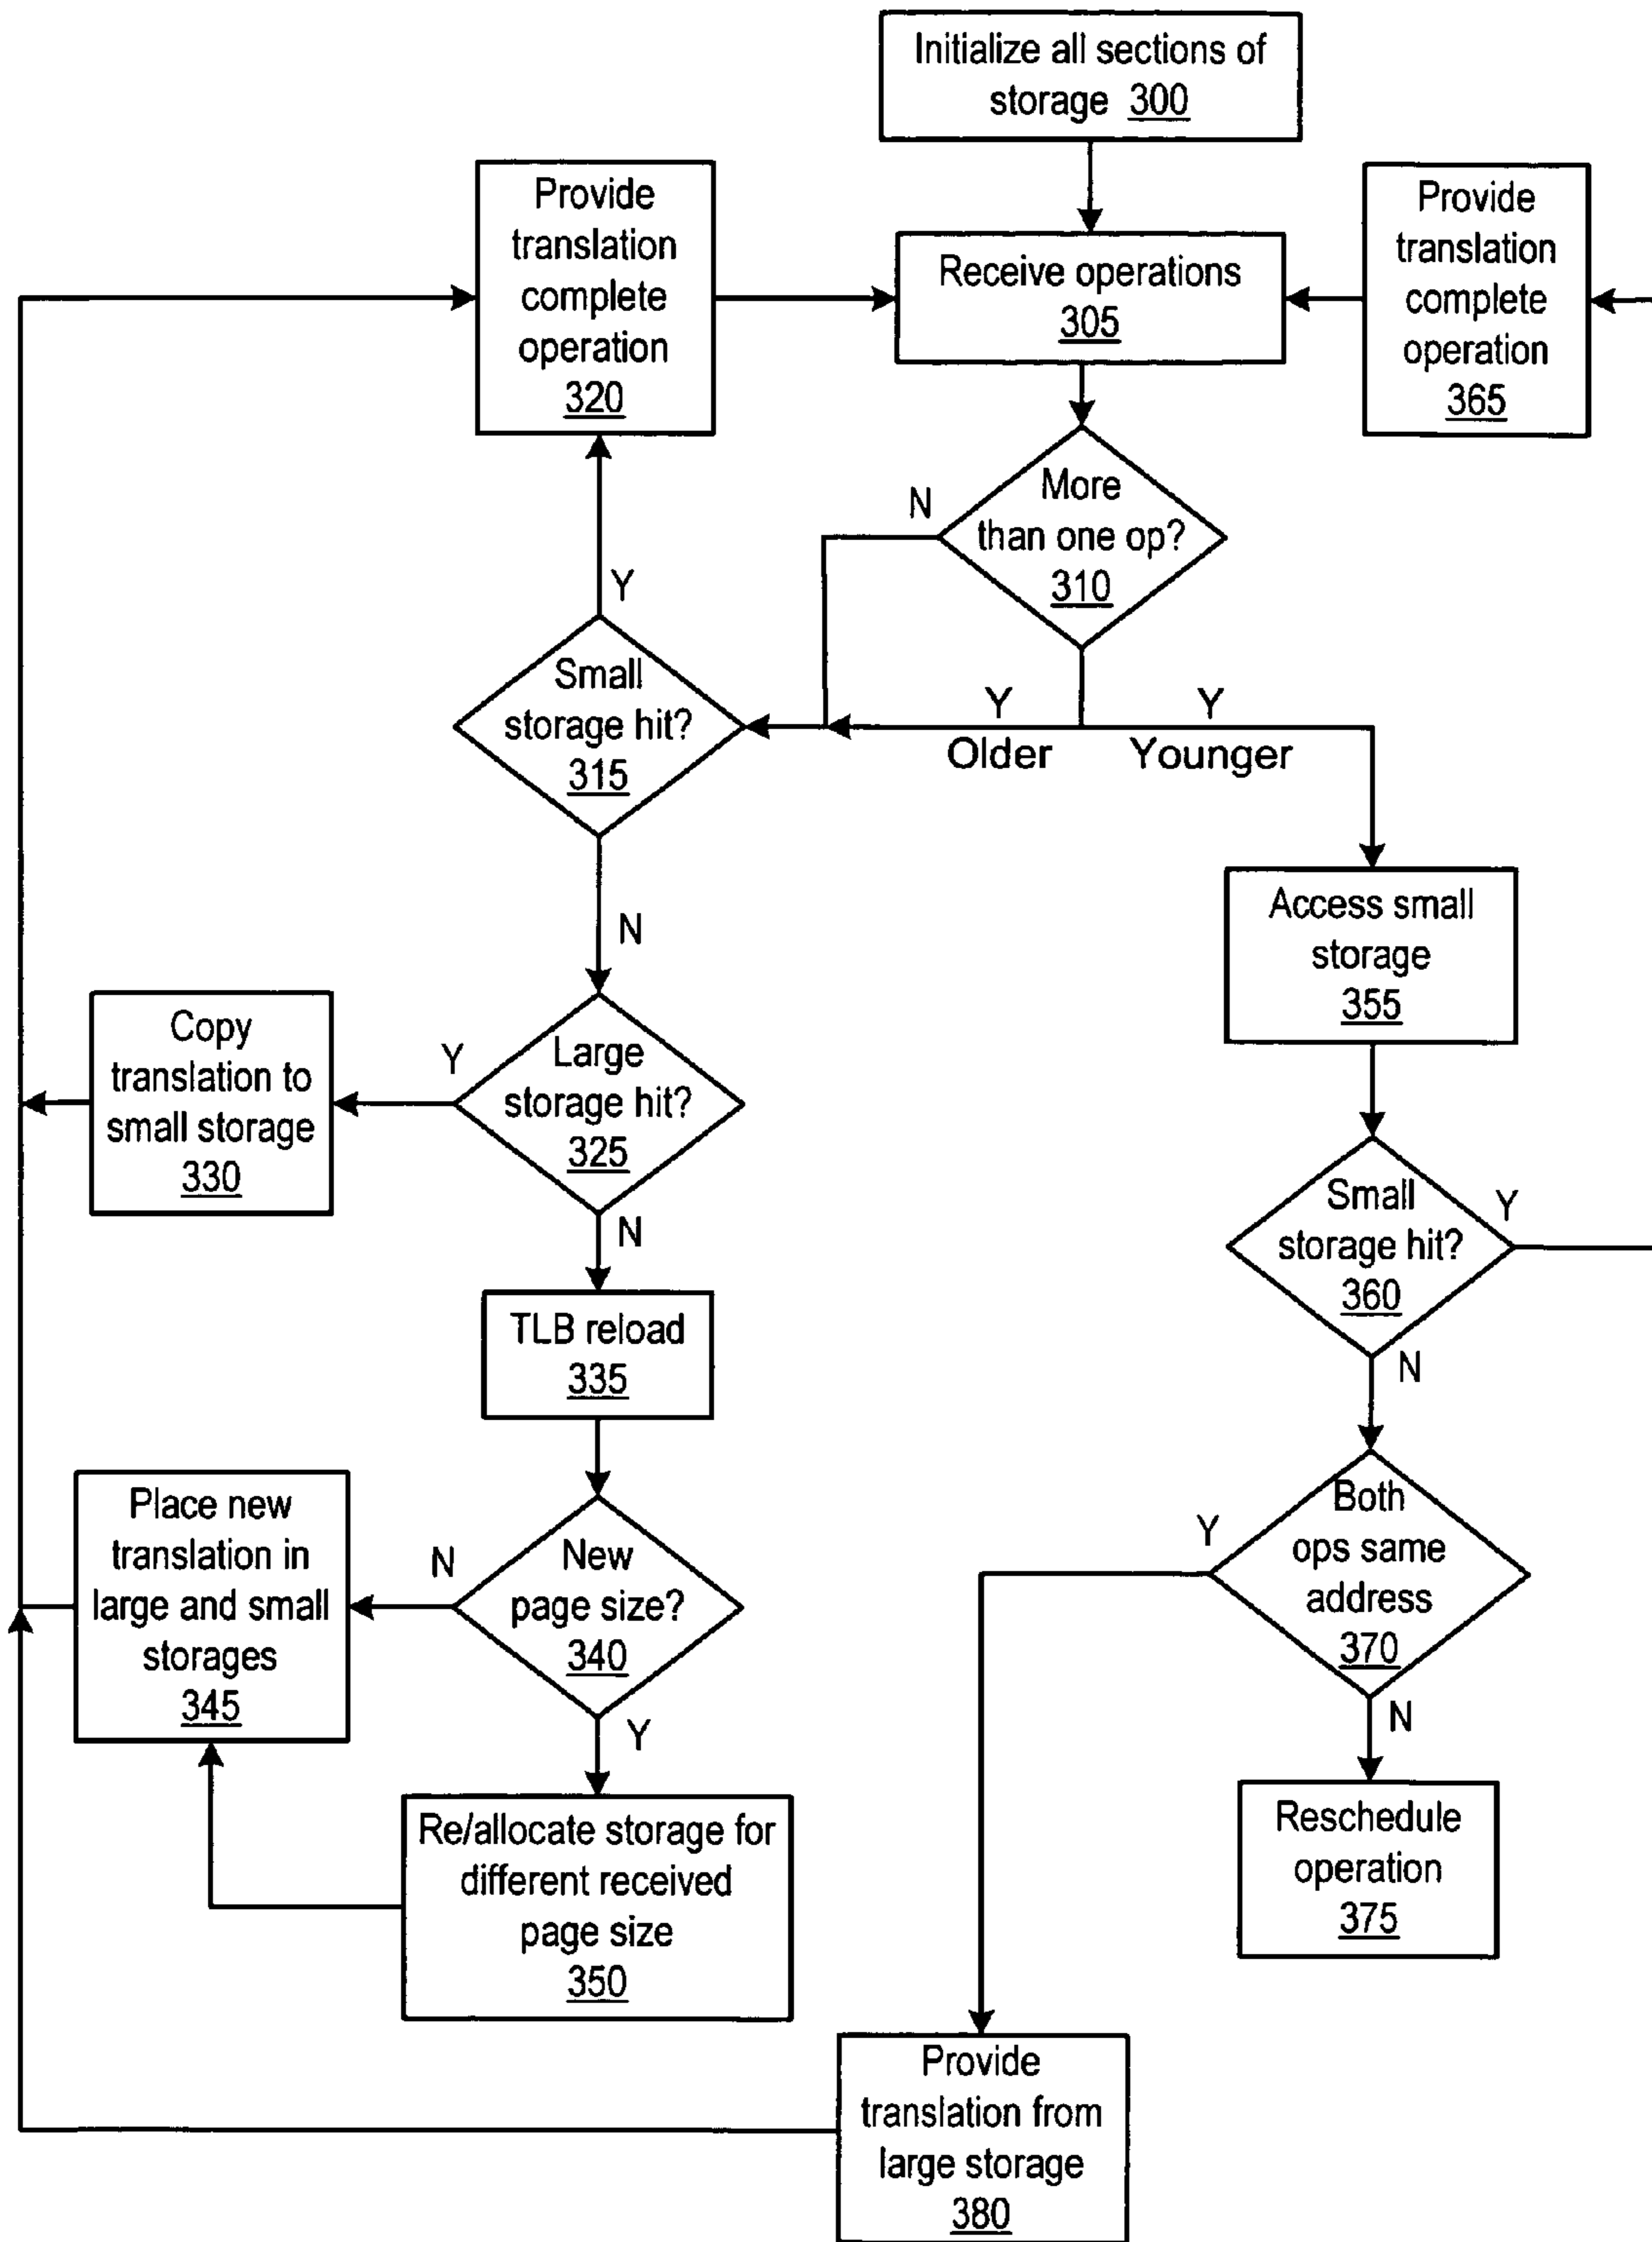 Initialize all sections of
storage 300
Provide
translation
complete
operation
320
Receive operations
305
Provide
translation
complete
operation
365
More
than one op?
310
N
Y
Small
storage hit?
315
Y
Older
Y
Younger
N
Access small
storage
355
Copy
translation to
small storage
330
Y
Large
storage hit?
325
N
Small
storage hit?
360
Y
N
TLB reload
335
Place new
translation in
large and small
storages
345
N
New
page size?
340
Y
Both
ops same
address
370
Y
N
Re/allocate storage for
different received
page size
350
Reschedule
operation
375
Provide
translation from
large storage
380